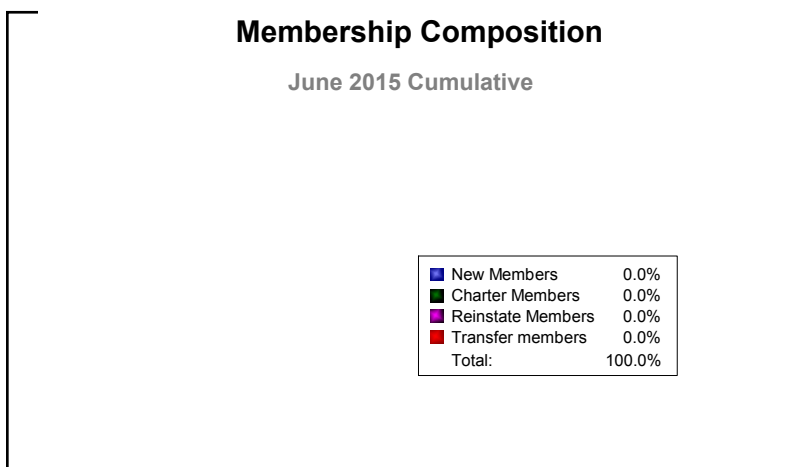 Membership Composition
June 2015 Cumulative
New Members 0.0%
Charter Members 0.0%
Reinstate Members 0.0%
Transfer members 0.0%
Total: 100.0%